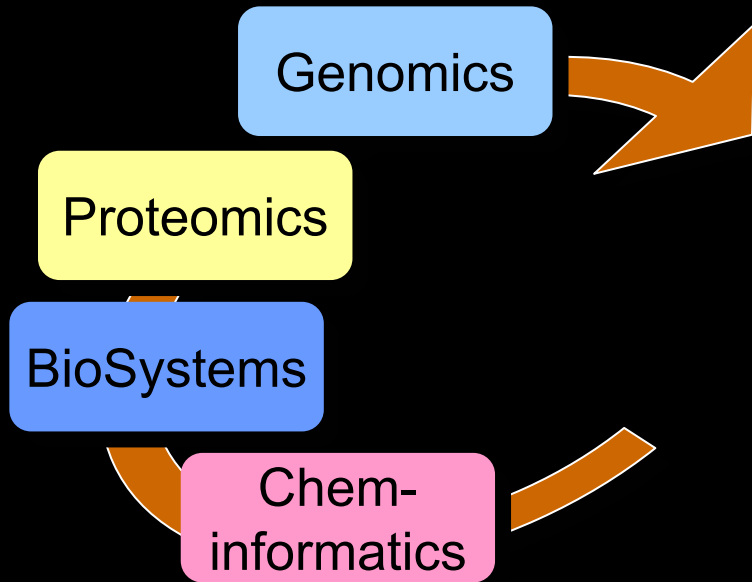 Genomics
Proteomics
BioSystems
Chem-
informatics